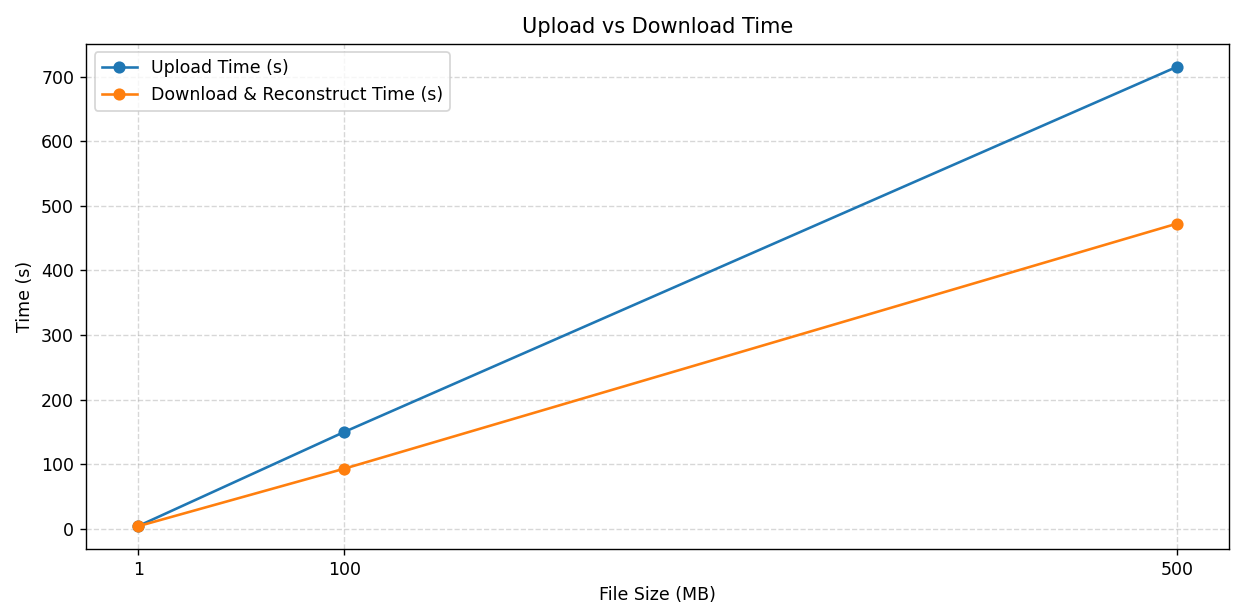 Upload vs Download Time
Upload Time (s)
Download & Reconstruct Time (s)
Time (s)
700
600
500
400
300
200
100
0
1 100 500
File Size (MB)